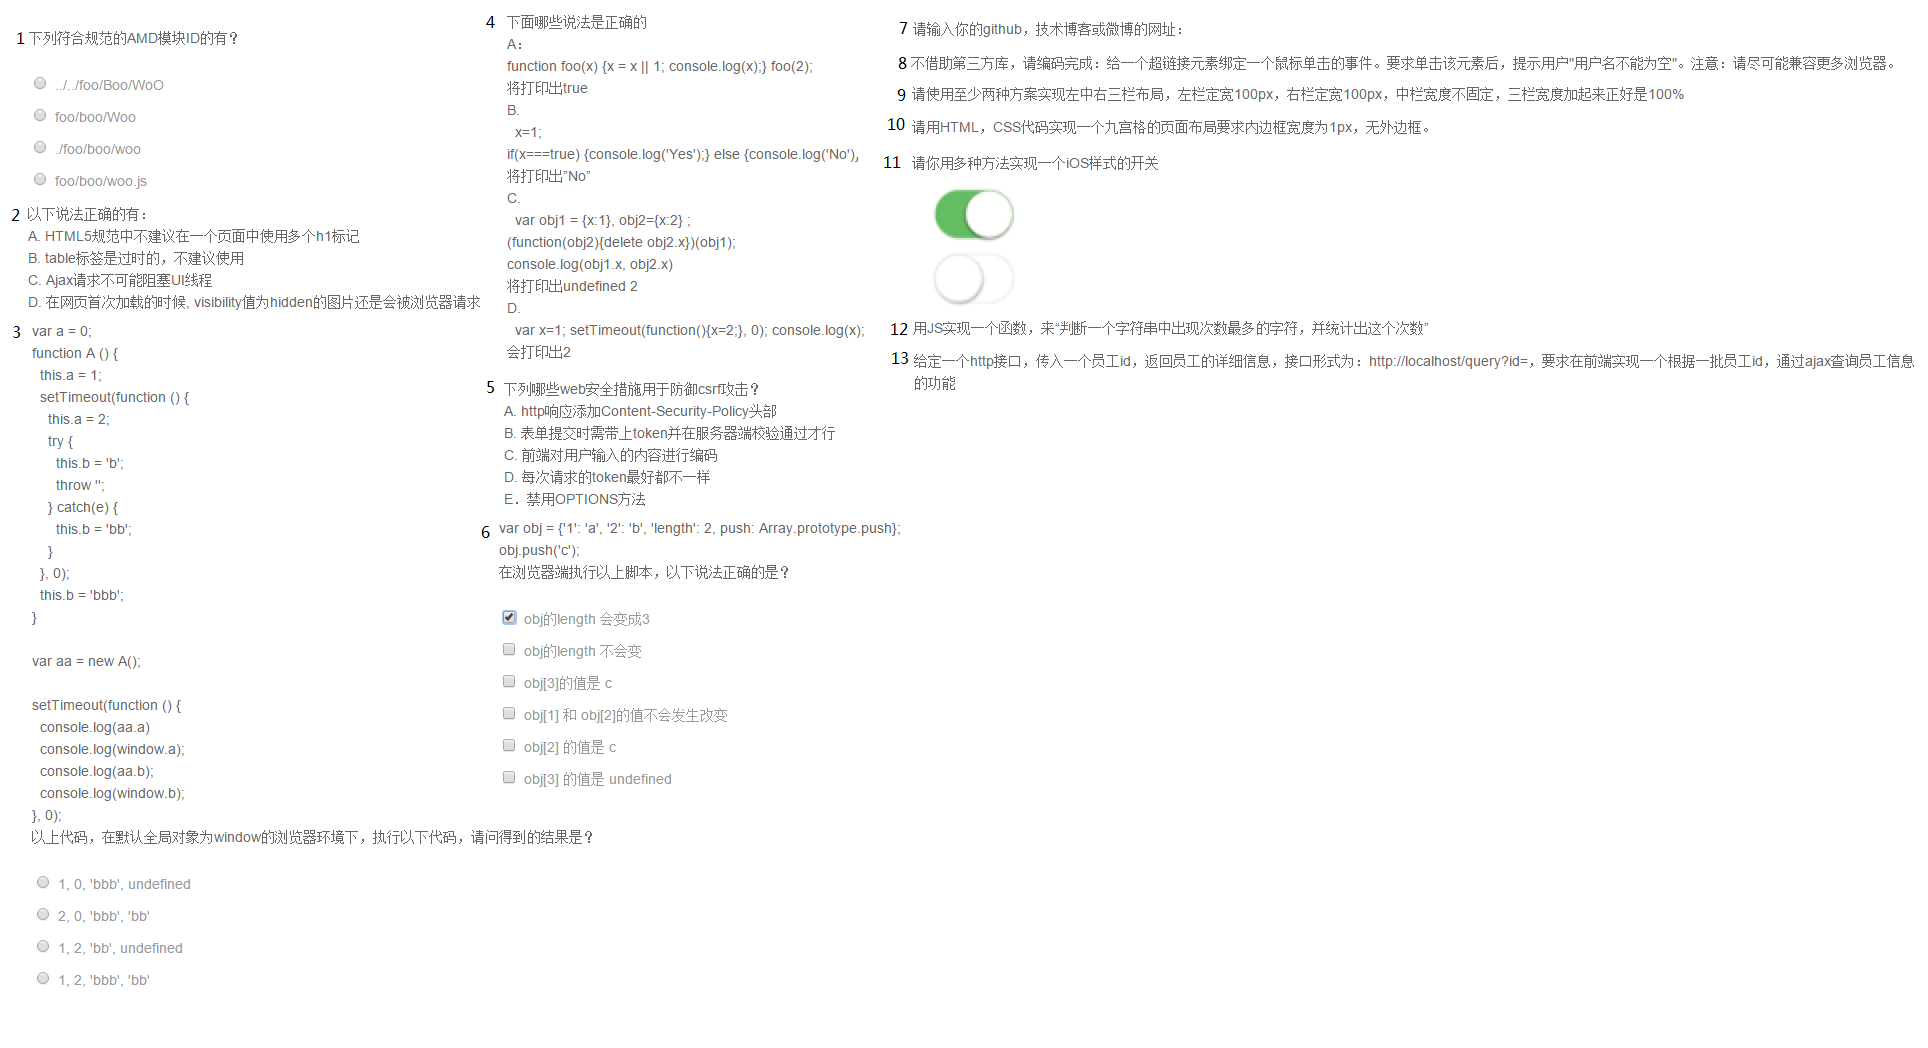 1 下列符合规范的AMD模块ID的有？
../../foo/Boo/WoO
foo/boo/Woo
./foo/boo/woo
foo/boo/woo.js
2 以下说法正确的有：
A. HTML5规范中不建议在一个页面中使用多个h1标记
B. table标签是过时的，不建议使用
C. Ajax请求不可能阻塞UI线程
D. 在网页首次加载的时候, visibility值为hidden的图片还是会被浏览器请求
3 var a = 0;
function A () {
this.a = 1;
setTimeout(function () {
this.a = 2;
try {
this.b = 'b';
throw '';
} catch(e) {
this.b = 'bb';
}
}, 0);
this.b = 'bbb';
}
var aa = new A();
setTimeout(function () {
console.log(aa.a)
console.log(window.a);
console.log(aa.b);
console.log(window.b);
}, 0);
以上代码，在默认全局对象为window的浏览器环境下，执行以下代码，请问得到的结果是？
1, 0, 'bbb', undefined
2, 0, 'bbb', 'bb'
1, 2, 'bb', undefined
1, 2, 'bbb', 'bb'
4 下面哪些说法是正确的
A：
function foo(x) {x = x || 1; console.log(x);} foo(2);
将打印出true
B.
x=1;
if(x===true) {console.log('Yes');} else {console.log('No'),
将打印出"No"
C.
var obj1 = {x:1}, obj2={x:2} ;
(function(obj2){delete obj2.x})(obj1);
console.log(obj1.x, obj2.x)
将打印出undefined 2
D.
var x=1; setTimeout(function(){x=2;}, 0); console.log(x);
会打印出2
5 下列哪些web安全措施用于防御csrf攻击？
A. http响应添加Content-Security-Policy头部
B. 表单提交时需带上token并在服务器端校验通过才行
C. 前端对用户输入的内容进行编码
D. 每次请求的token最好都不一样
E．禁用OPTIONS方法
6 var obj = {'1': 'a', '2': 'b', 'length': 2, push: Array.prototype.push};
obj.push('c');
在浏览器端执行以上脚本，以下说法正确的是？
obj的length 会变成3
obj的length 不会变
obj[3]的值是 c
obj[1] 和 obj[2]的值不会发生改变
obj[2] 的值是 c
obj[3] 的值是 undefined
7 请输入你的github，技术博客或微博的网址：
8 不借助第三方库，请编码完成：给一个超链接元素绑定一个鼠标单击的事件。要求单击该元素后，提示用户"用户名不能为空"。注意：请尽可能兼容更多浏览器。
9 请使用至少两种方案实现左中右三栏布局，左栏定宽100px，右栏定宽100px，中栏宽度不固定，三栏宽度加起来正好是100%
10 请用HTML，CSS代码实现一个九宫格的页面布局要求内边框宽度为1px，无外边框。
11 请你用多种方法实现一个iOS样式的开关
12 用JS实现一个函数，来“判断一个字符串中出现次数最多的字符，并统计出这个次数”
13 给定一个http接口，传入一个员工id，返回员工的详细信息，接口形式为：http://localhost/query?id=，要求在前端实现一个根据一批员工id，通过ajax查询员工信息
的功能